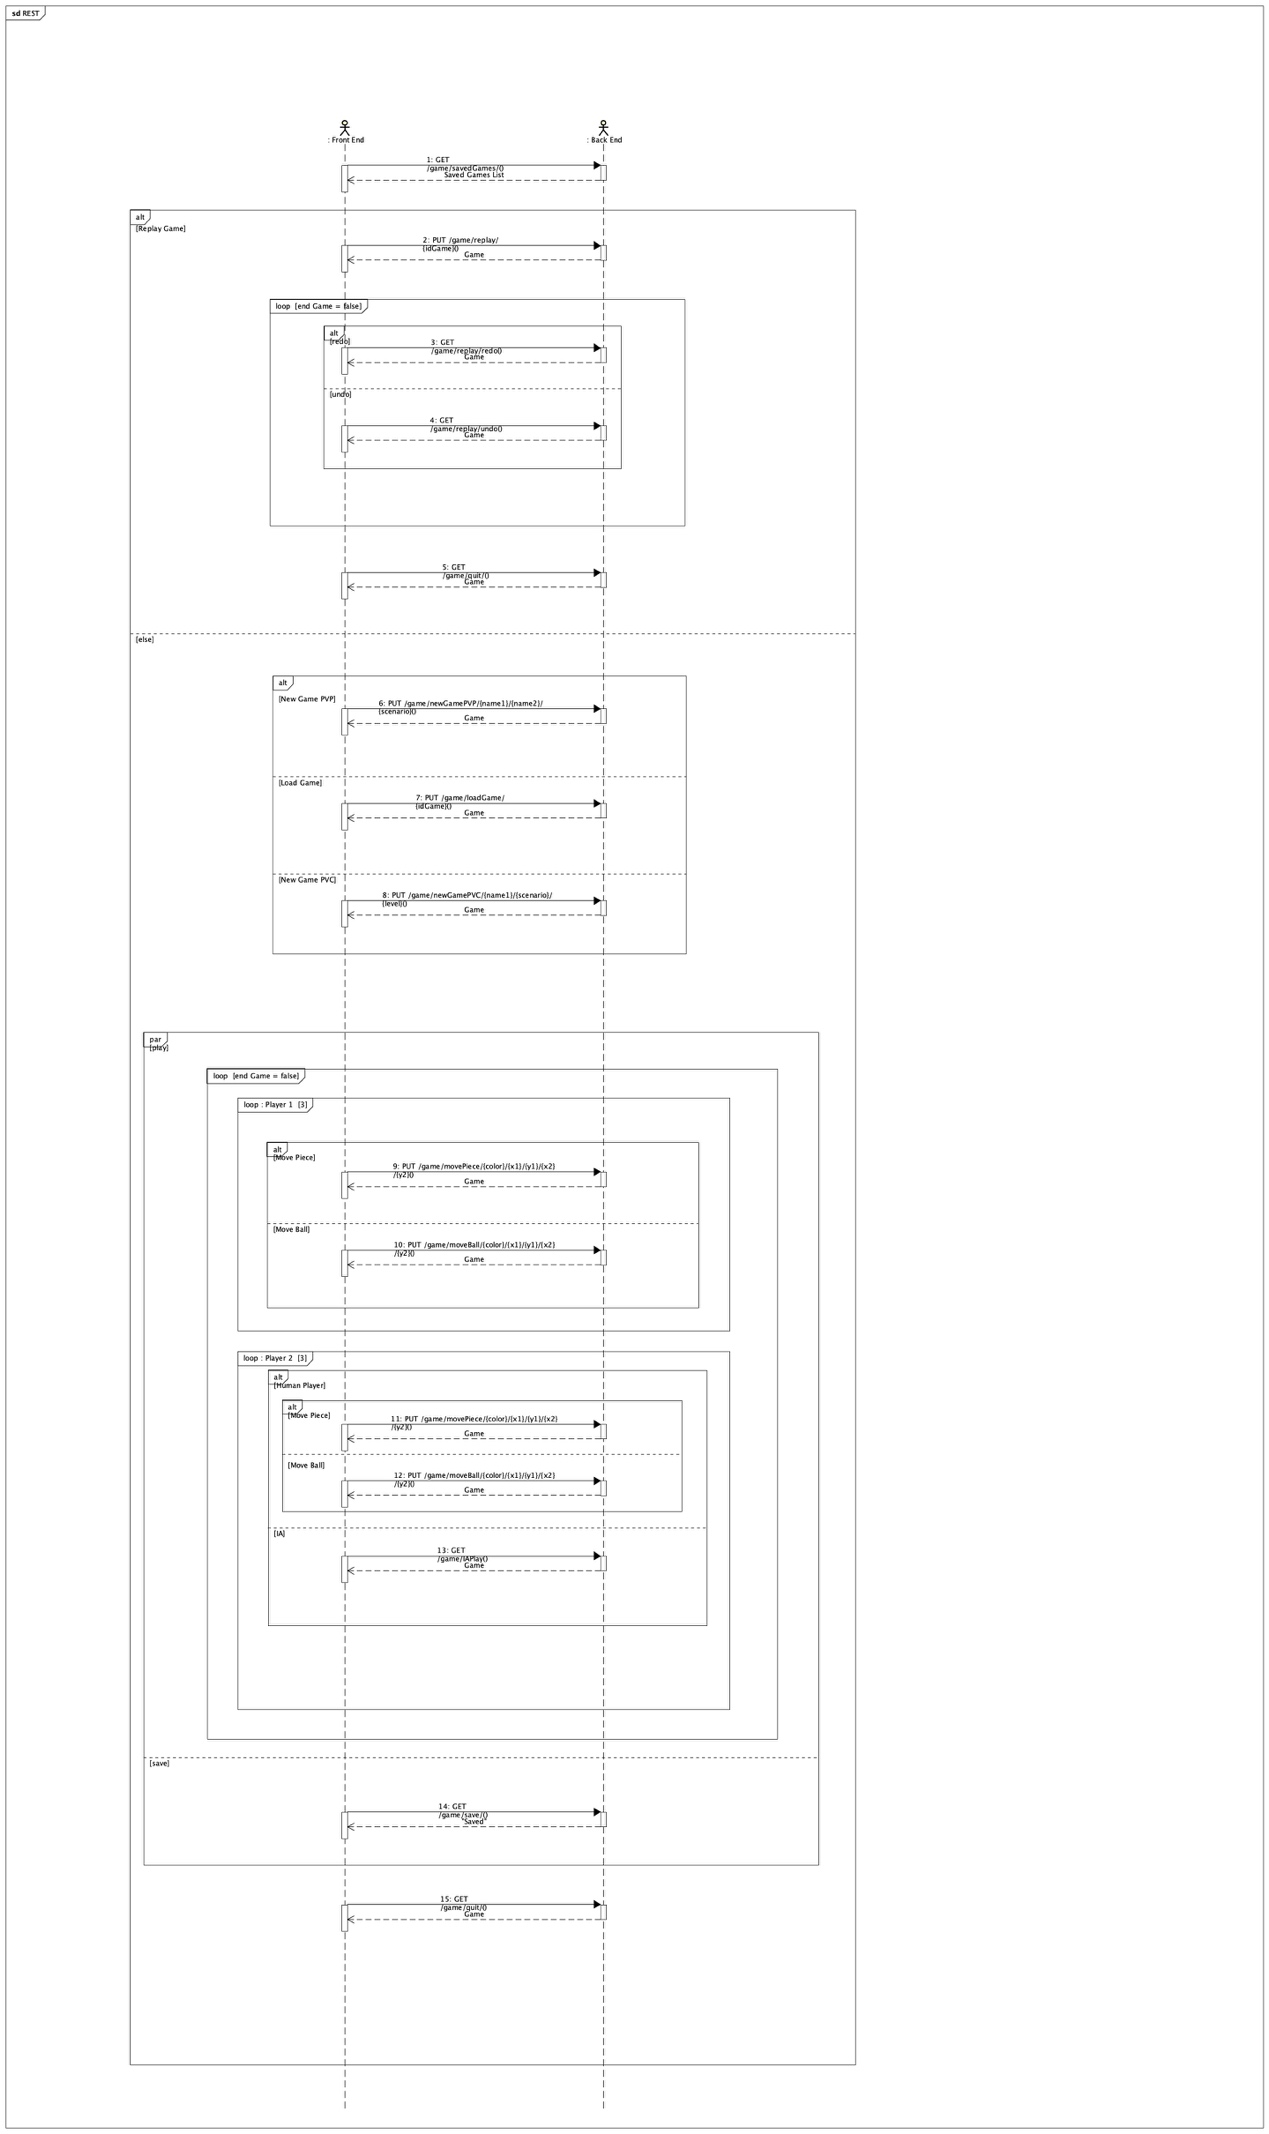 sd REST
: Front End
: Back End
1: GET
/game/savedGames/()
Saved Games List
alt
[Replay Game]
2: PUT /game/replay/
{idGame}()
Game
loop [end Game = false]
alt
[redo]
3: GET
/game/replay/redo()
Game
[undo]
4: GET
/game/replay/undo()
Game
5: GET
/game/quit/()
Game
[else]
alt
[New Game PVP]
6: PUT /game/newGamePVP/{name1}/{name2}/
{scenario}()
Game
[Load Game]
7: PUT /game/loadGame/
{idGame}()
Game
[New Game PVC]
8: PUT /game/newGamePVC/{name1}/{scenario}/
{level}()
Game
par
[play]
loop [end Game = false]
loop : Player 1 [3]
alt
[Move Piece]
9: PUT /game/movePiece/{color}/{x1}/{y1}/{x2}
/{y2}()
Game
[Move Ball]
10: PUT /game/moveBall/{color}/{x1}/{y1}/{x2}
/{y2}()
Game
loop : Player 2 [3]
alt
[Human Player]
alt
[Move Piece]
11: PUT /game/movePiece/{color}/{x1}/{y1}/{x2}
/{y2}()
Game
[Move Ball]
12: PUT /game/moveBall/{color}/{x1}/{y1}/{x2}
/{y2}()
Game
[IA]
13: GET
/game/IAPlay()
Game
[save]
14: GET
/game/save/()
"Saved"
15: GET
/game/quit/()
Game